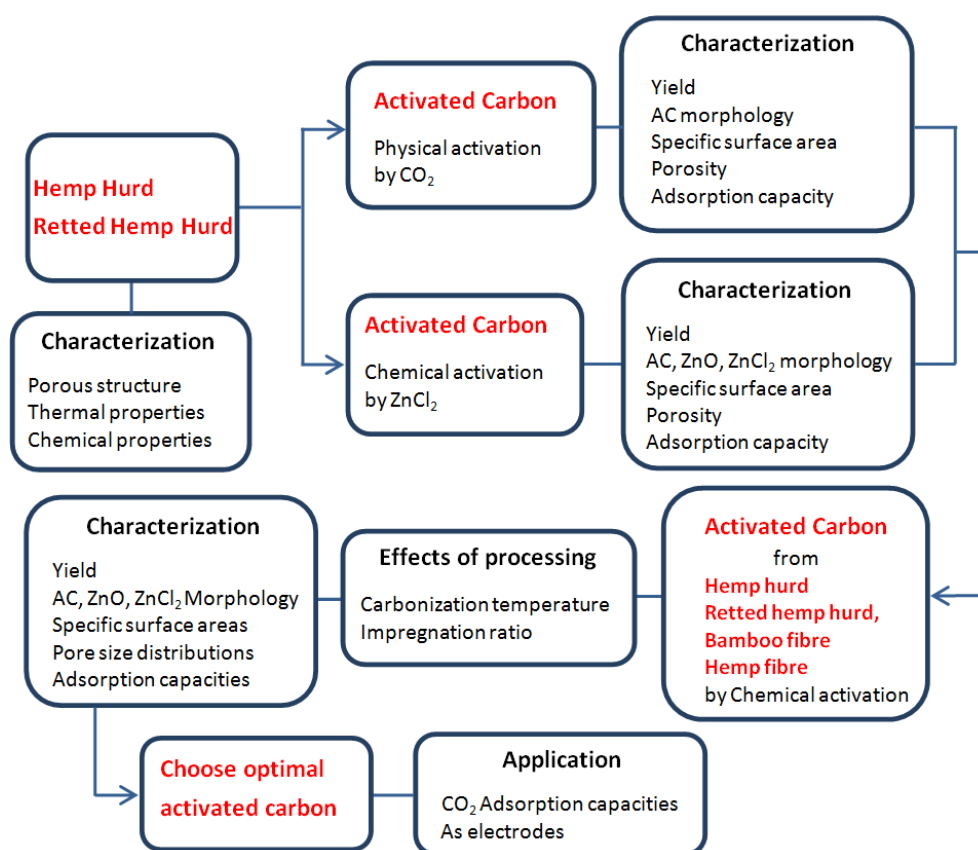 Hemp Hurd
Retted Hemp Hurd
Characterization
Porous structure
Thermal properties
Chemical properties
Activated Carbon
Physical activation
by CO₂
Characterization
Yield
AC morphology
Specific surface area
Porosity
Adsorption capacity
Activated Carbon
Chemical activation
by ZnCl₂
Characterization
Yield
AC, ZnO, ZnCl₂ morphology
Specific surface area
Porosity
Adsorption capacity
Activated Carbon
from
Hemp hurd
Retted hemp hurd,
Bamboo fibre
Hemp fibre
by Chemical activation
Effects of processing
Carbonization temperature
Impregnation ratio
Characterization
Yield
AC, ZnO, ZnCl₂ Morphology
Specific surface areas
Pore size distributions
Adsorption capacities
Choose optimal
activated carbon
Application
CO₂ Adsorption capacities
As electrodes